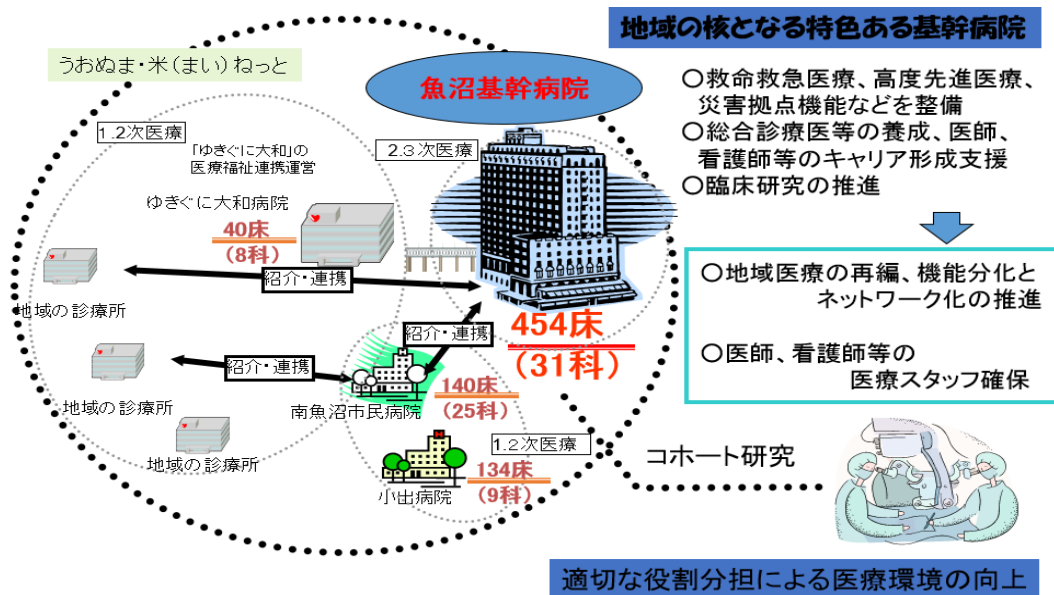 地域の核となる特色ある基幹病院
うおぬま・米(まい)ねっと
魚沼基幹病院
○救命救急医療、高度先進医療、
災害拠点機能などを整備
○総合診療医等の養成、医師、
看護師等のキャリア形成支援
○臨床研究の推進
1.2次医療
「ゆきぐに大和」の
医療福祉連携運営
2.3次医療
ゆきぐに大和病院
40床
(8科)
紹介・連携
地域の診療所
454床
(31科)
紹介・連携
○地域医療の再編、機能分化と
ネットワーク化の推進
○医師、看護師等の
医療スタッフ確保
紹介・連携
地域の診療所
南魚沼市民病院
140床
(25科)
地域の診療所
1.2次医療
小出病院
134床
(9科)
コホート研究
適切な役割分担による医療環境の向上